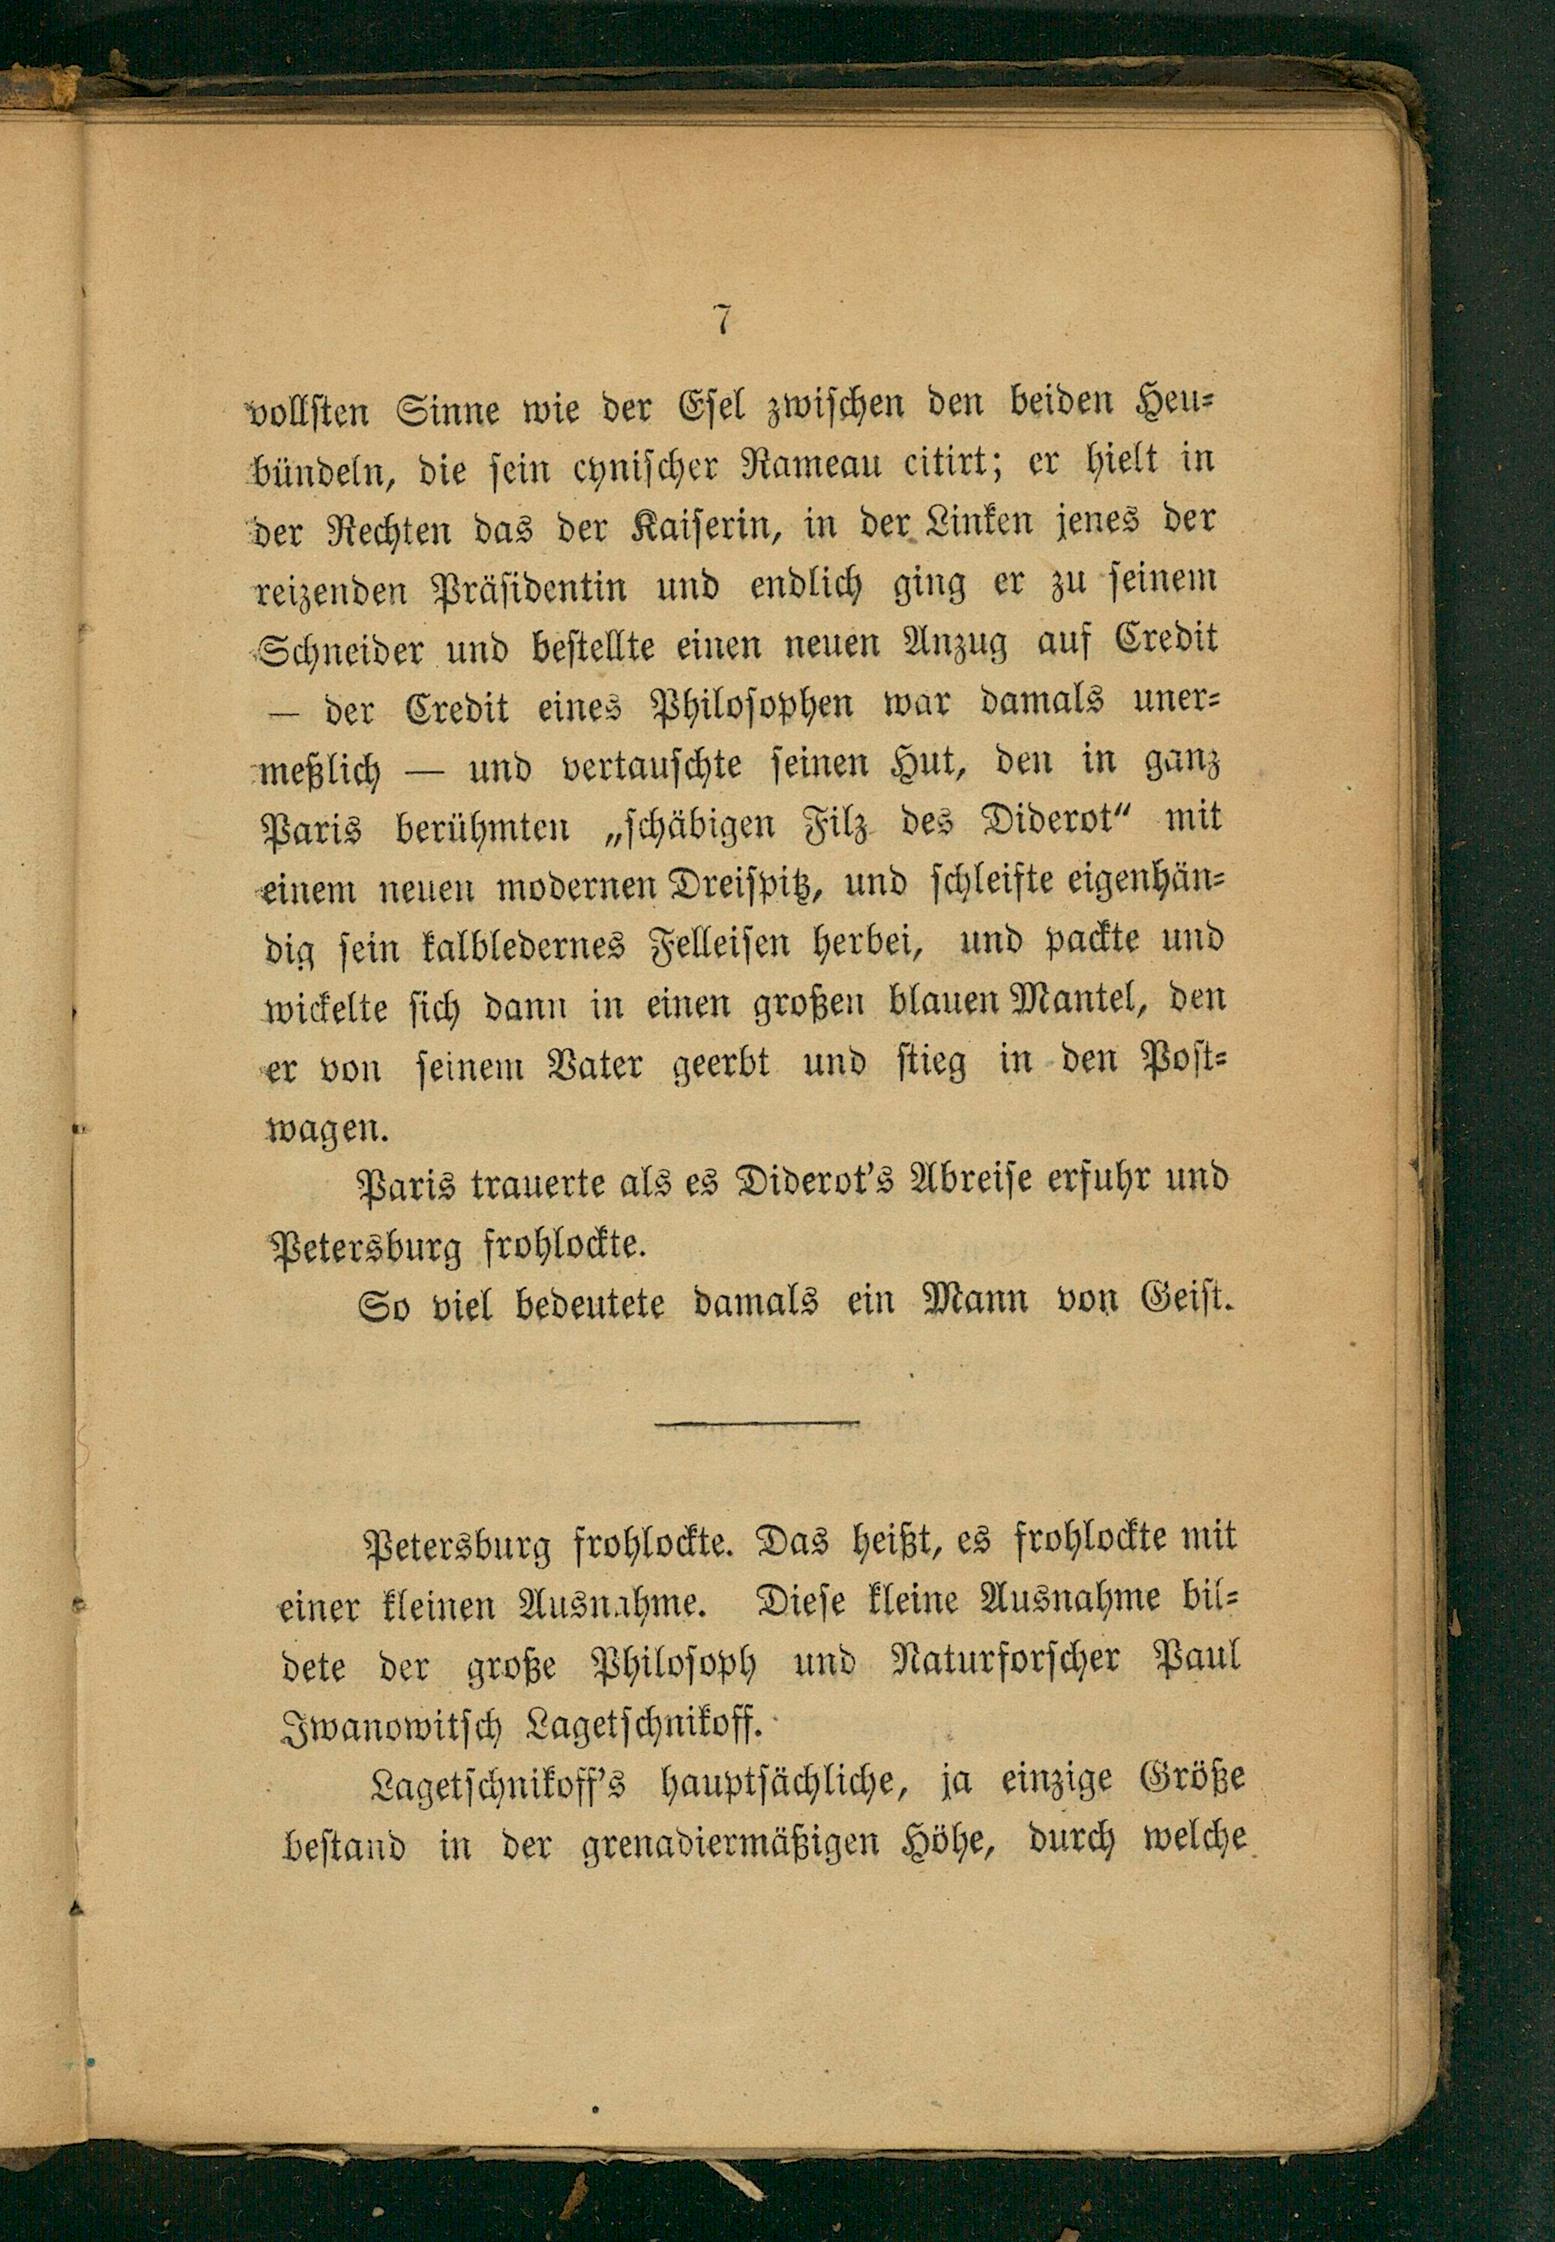 7
vollsten Sinne wie der Esel zwischen den beiden Heu-
bündeln, die sein cynischer Rameau citirt; er hielt in
der Rechten das der Kaiserin, in der Linken jenes der
reizenden Präsidentin und endlich ging er zu seinem
Schneider und bestellte einen neuen Anzug auf Credit
— der Credit eines Philosophen war damals uner-
meßlich — und vertauschte seinen Hut, den in ganz
Paris berühmten „schäbigen Filz des Diderot“ mit
einem neuen modernen Dreispitz, und schleifte eigenhän-
dig sein kalbledernes Felleisen herbei, und packte und
wickelte sich dann in einen großen blauen Mantel, den
er von seinem Vater geerbt und stieg in den Post-
wagen.
Paris trauerte als es Diderot's Abreise erfuhr und
Petersburg frohlockte.
So viel bedeutete damals ein Mann von Geist.
Petersburg frohlockte. Das heißt, es frohlockte mit
einer kleinen Ausnahme. Diese kleine Ausnahme bil-
dete der große Philosoph und Naturforscher Paul
Iwanowitsch Lagetschnikoff.
Lagetschnikoff's hauptsächliche, ja einzige Größe
bestand in der grenadiermäßigen Höhe, durch welche